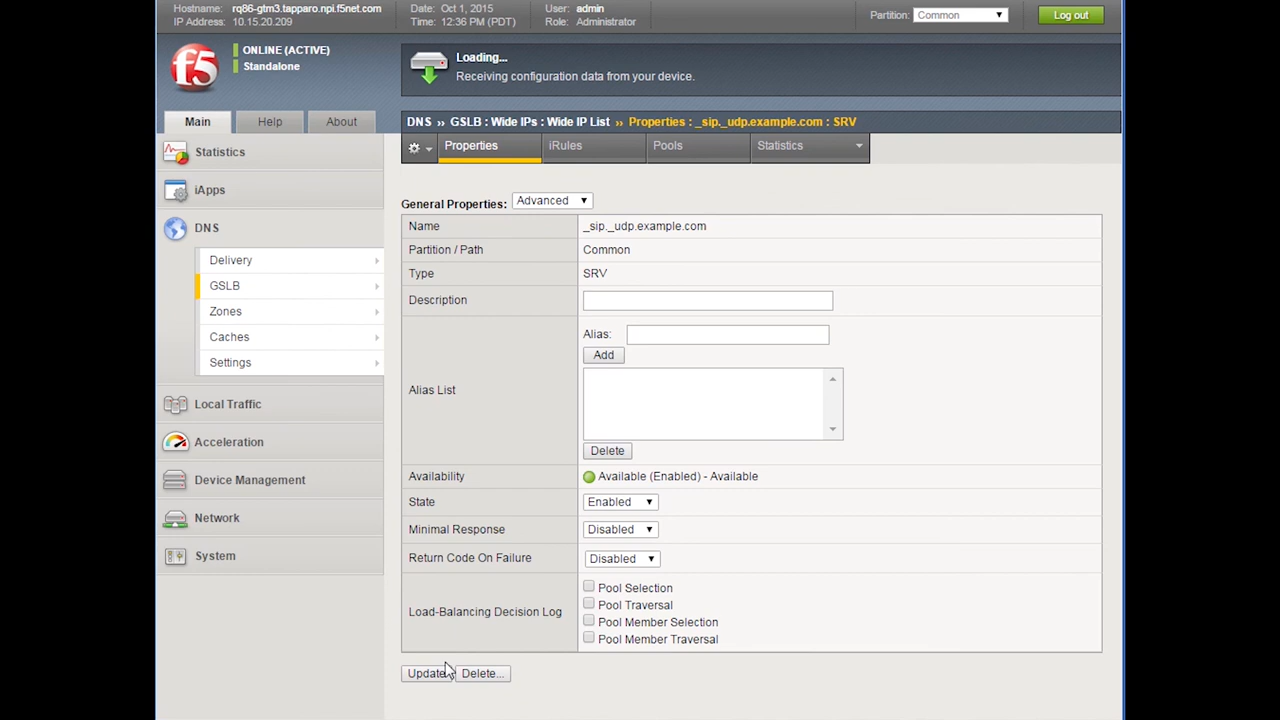 Hostname: rq86-gtm3.tapparo.npi.f5net.com Date: Oct 1, 2015 User: admin
IP Address: 10.15.20.209 Time: 12:36 PM (PDT) Role: Administrator
Partition: Common Log out
f5
ONLINE (ACTIVE)
Standalone
Loading...
Receiving configuration data from your device.
Main Help About
DNS ›› GSLB : Wide IPs : Wide IP List ›› Properties : _sip._udp.example.com : SRV
Properties iRules Pools Statistics
Statistics
iApps
DNS
Delivery
GSLB
Zones
Caches
Settings
Local Traffic
Acceleration
Device Management
Network
System
General Properties: Advanced
Name _sip._udp.example.com
Partition / Path Common
Type SRV
Description
Alias List
Alias:
Add
Delete
Availability Available (Enabled) - Available
State Enabled
Minimal Response Disabled
Return Code On Failure Disabled
Load-Balancing Decision Log
Pool Selection
Pool Traversal
Pool Member Selection
Pool Member Traversal
Update Delete...